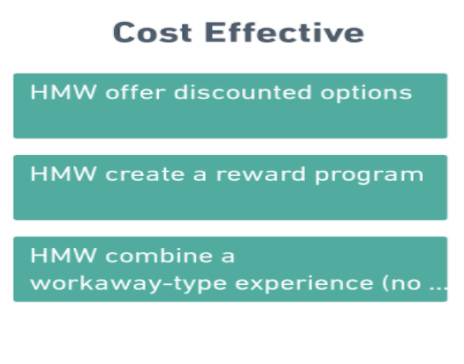 Cost Effective
HMW offer discounted options
HMW create a reward program
HMW combine a
workaway-type experience (no ...